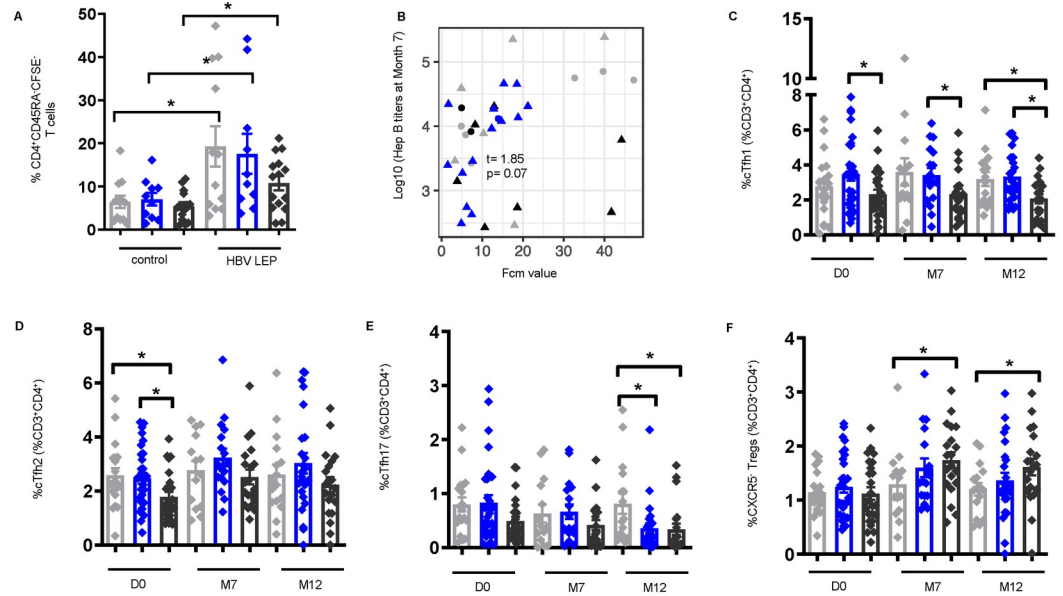 A
% CD4⁺CD45RA⁻CFSE⁻
T cells
50
40
30
20
10
0
*
*
*
control
HBV LEP
B
Log10 (Hep B titers at Month 7)
5
4
3
t= 1.85
p= 0.07
0
10
20
30
40
Fcm value
C
%cTfh1 (%CD3⁺CD4⁺)
15
10
8
6
4
2
0
*
*
*
*
D0
M7
M12
D
%cTfh2 (%CD3⁺CD4⁺)
8
6
4
2
0
*
*
D0
M7
M12
E
%cTfh17 (%CD3⁺CD4⁺)
4
3
2
1
0
*
*
D0
M7
M12
F
%CXCR5⁻ Tregs (%CD3⁺CD4⁺)
4
3
2
1
0
*
*
D0
M7
M12